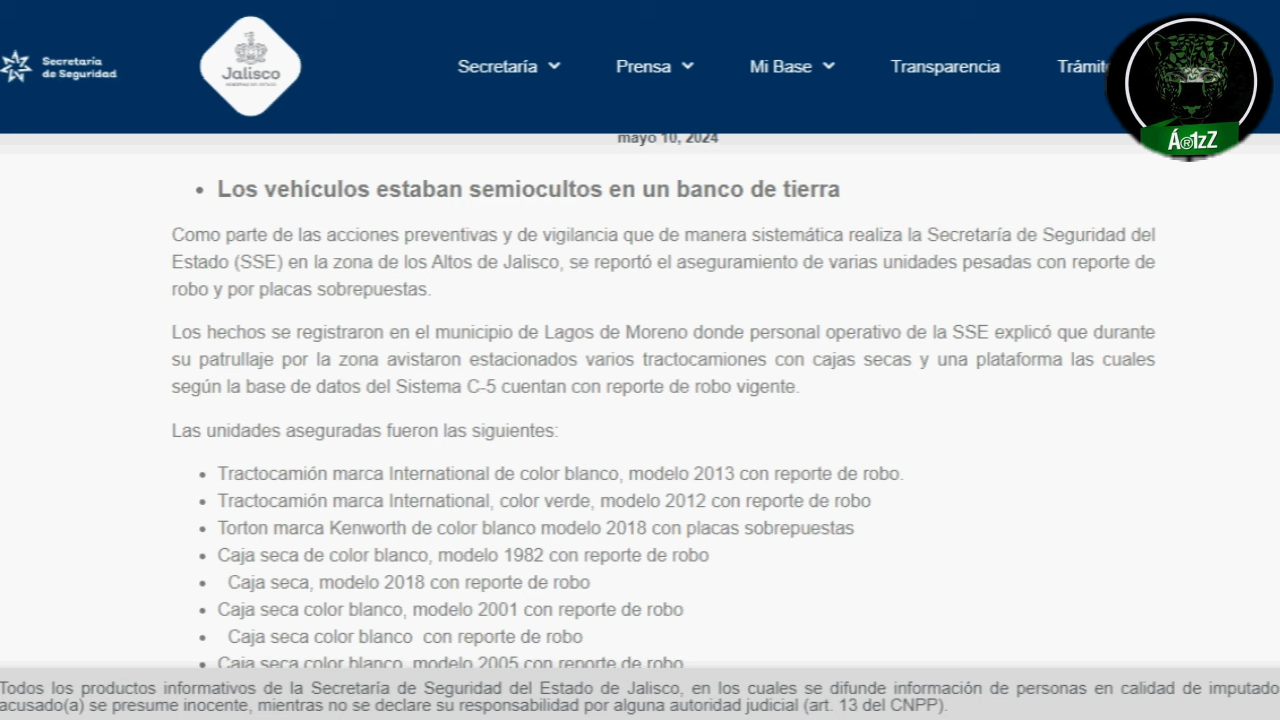 Secretaría
de Seguridad
Jalisco
Secretaría
Prensa
Mi Base
Transparencia
Trámit
Á®1zZ
mayo 10, 2024
• Los vehículos estaban semiocultos en un banco de tierra
Como parte de las acciones preventivas y de vigilancia que de manera sistemática realiza la Secretaría de Seguridad del
Estado (SSE) en la zona de los Altos de Jalisco, se reportó el aseguramiento de varias unidades pesadas con reporte de
robo y por placas sobrepuestas.
Los hechos se registraron en el municipio de Lagos de Moreno donde personal operativo de la SSE explicó que durante
su patrullaje por la zona avistaron estacionados varios tractocamiones con cajas secas y una plataforma las cuales
según la base de datos del Sistema C-5 cuentan con reporte de robo vigente.
Las unidades aseguradas fueron las siguientes:
• Tractocamión marca International de color blanco, modelo 2013 con reporte de robo.
• Tractocamión marca International, color verde, modelo 2012 con reporte de robo
• Torton marca Kenworth de color blanco modelo 2018 con placas sobrepuestas
• Caja seca de color blanco, modelo 1982 con reporte de robo
• Caja seca, modelo 2018 con reporte de robo
• Caja seca color blanco, modelo 2001 con reporte de robo
• Caja seca color blanco con reporte de robo
• Caja seca color blanco, modelo 2005 con reporte de robo
Todos los productos informativos de la Secretaría de Seguridad del Estado de Jalisco, en los cuales se difunde información de personas en calidad de imputado
acusado(a) se presume inocente, mientras no se declare su responsabilidad por alguna autoridad judicial (art. 13 del CNPP).